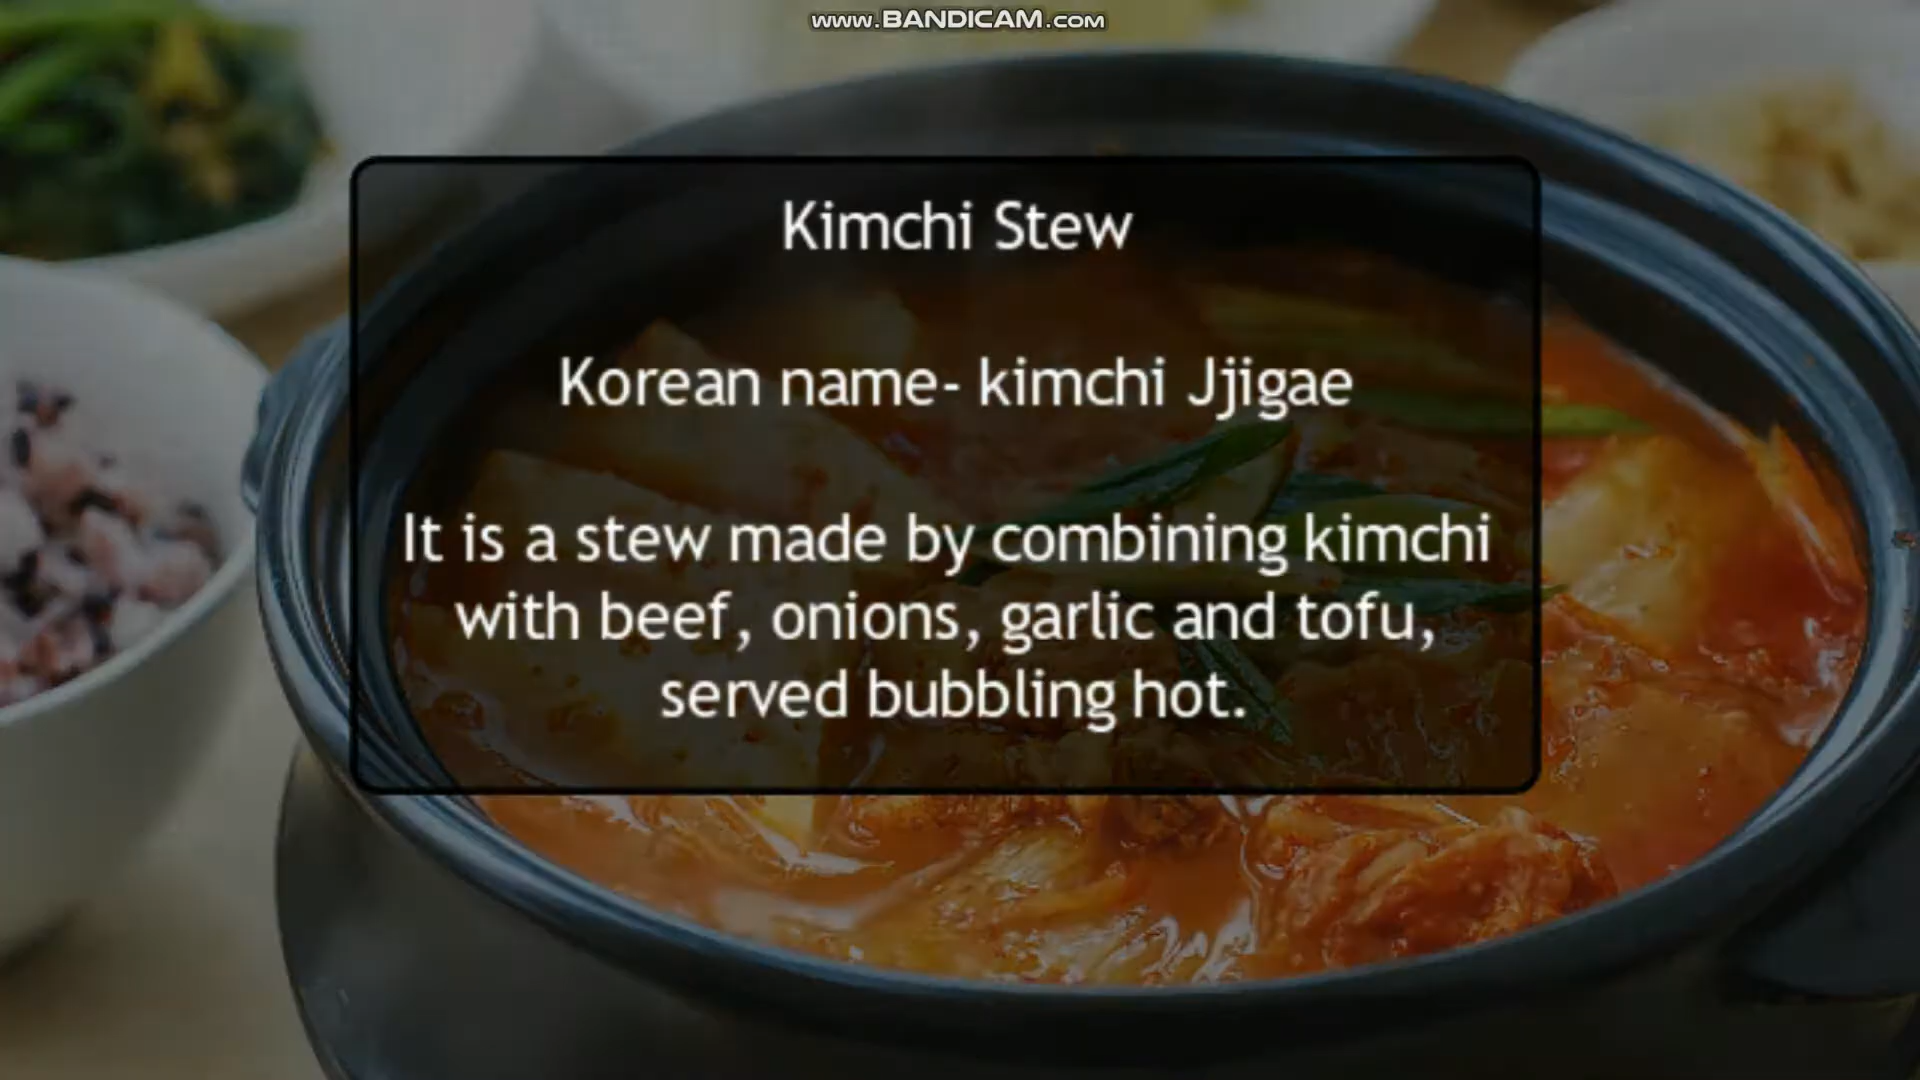 www.BANDICAM.com
Kimchi Stew
Korean name- kimchi Jjigae
It is a stew made by combining kimchi
with beef, onions, garlic and tofu,
served bubbling hot.